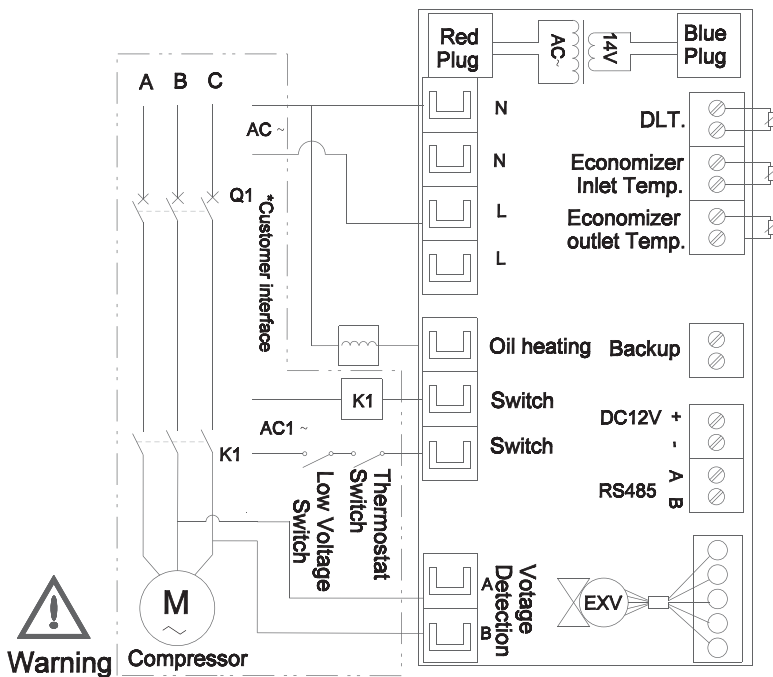 Red
Plug
AC~
14V
Blue
Plug
A B C
AC ~
N
N
L
L
DLT.
Economizer
Inlet Temp.
Economizer
outlet Temp.
Q1
*Customer interface
Oil heating
Backup
K1
Switch
AC1 ~
Switch
K1
DC12V + -
RS485 A B
Thermostat
Switch
Low Voltage
Switch
A
B
Votage
Detection
EXV
M
~
Warning
Compressor